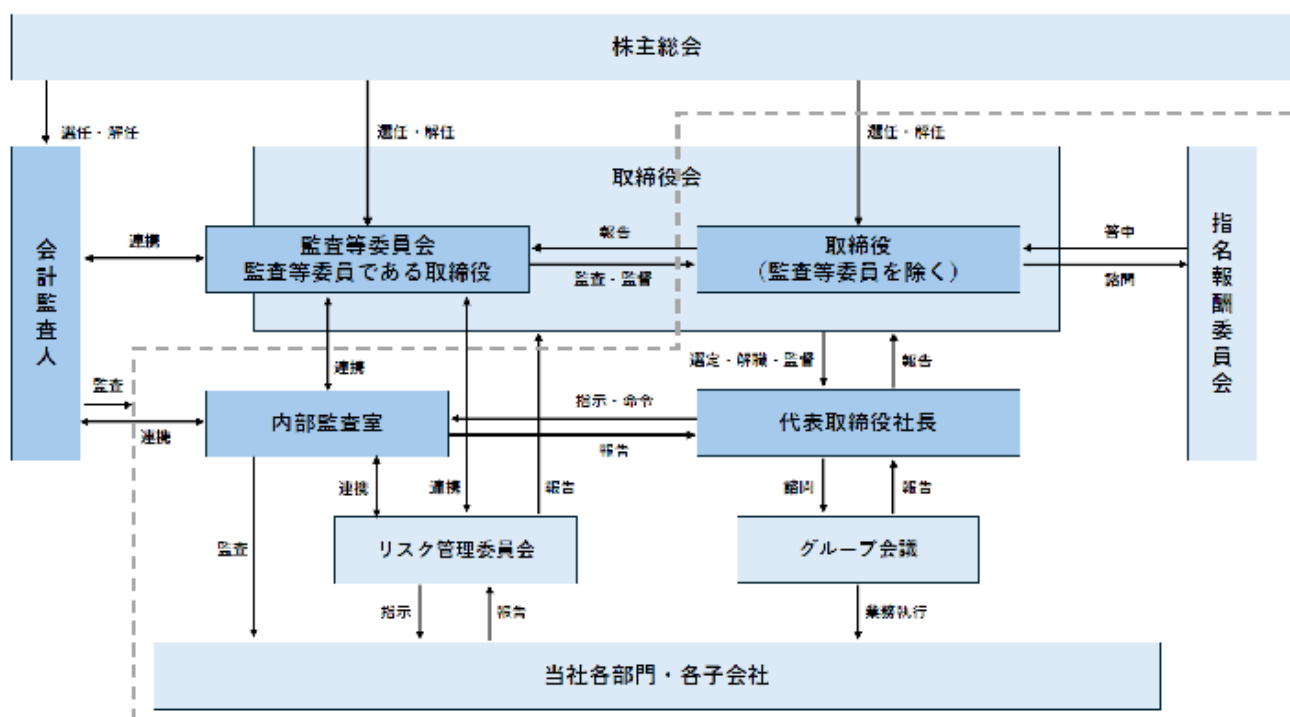 株主総会
選任・解任
選任・解任
選任・解任
取締役会
会計監査人
連携
監査等委員会
監査等委員である取締役
報告
監査・監督
取締役
（監査等委員を除く）
答申
諮問
指名報酬委員会
連携
選定・解職・監督
報告
監査
連携
内部監査室
指示・命令
報告
代表取締役社長
監査
連携
連携
報告
諮問
報告
リスク管理委員会
グループ会議
指示
報告
業務執行
当社各部門・各子会社